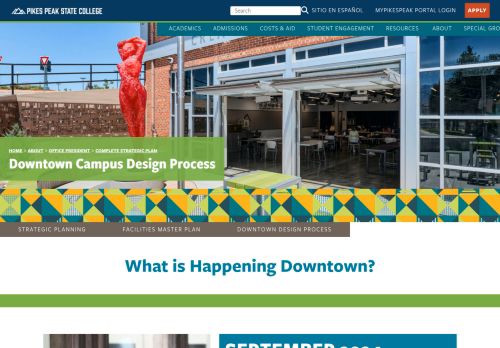 PIKES PEAK STATE COLLEGE
Search
SITIO EN ESPAÑOL
MYPIKESPEAK PORTAL LOGIN
APPLY
ACADEMICS ADMISSIONS COSTS & AID STUDENT ENGAGEMENT RESOURCES ABOUT SPECIAL GRO
HOME > ABOUT > OFFICE PRESIDENT > COMPLETE STRATEGIC PLAN
Downtown Campus Design Process
STRATEGIC PLANNING FACILITIES MASTER PLAN DOWNTOWN DESIGN PROCESS
What is Happening Downtown?
SEPTEMBER 2024